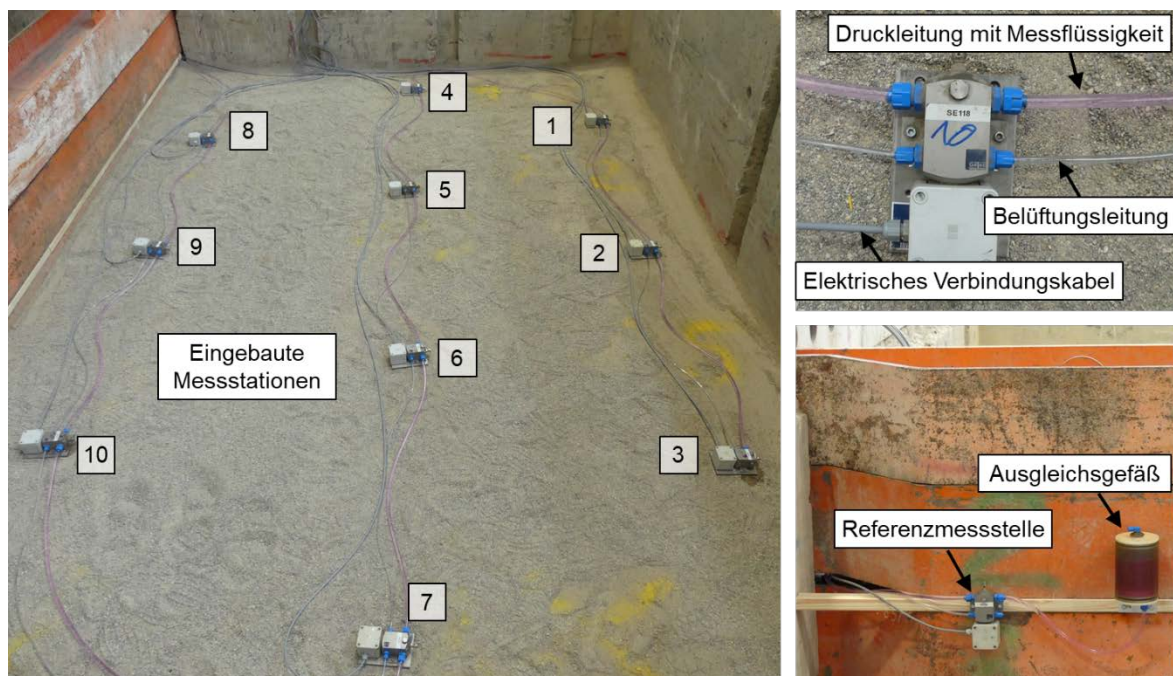 4
8
1
5
9
2
Eingebaute
Messstationen
6
10
3
7
Druckleitung mit Messflüssigkeit
SE118
10
Belüftungsleitung
Elektrisches Verbindungskabel
Ausgleichsgefäß
Referenzmessstelle